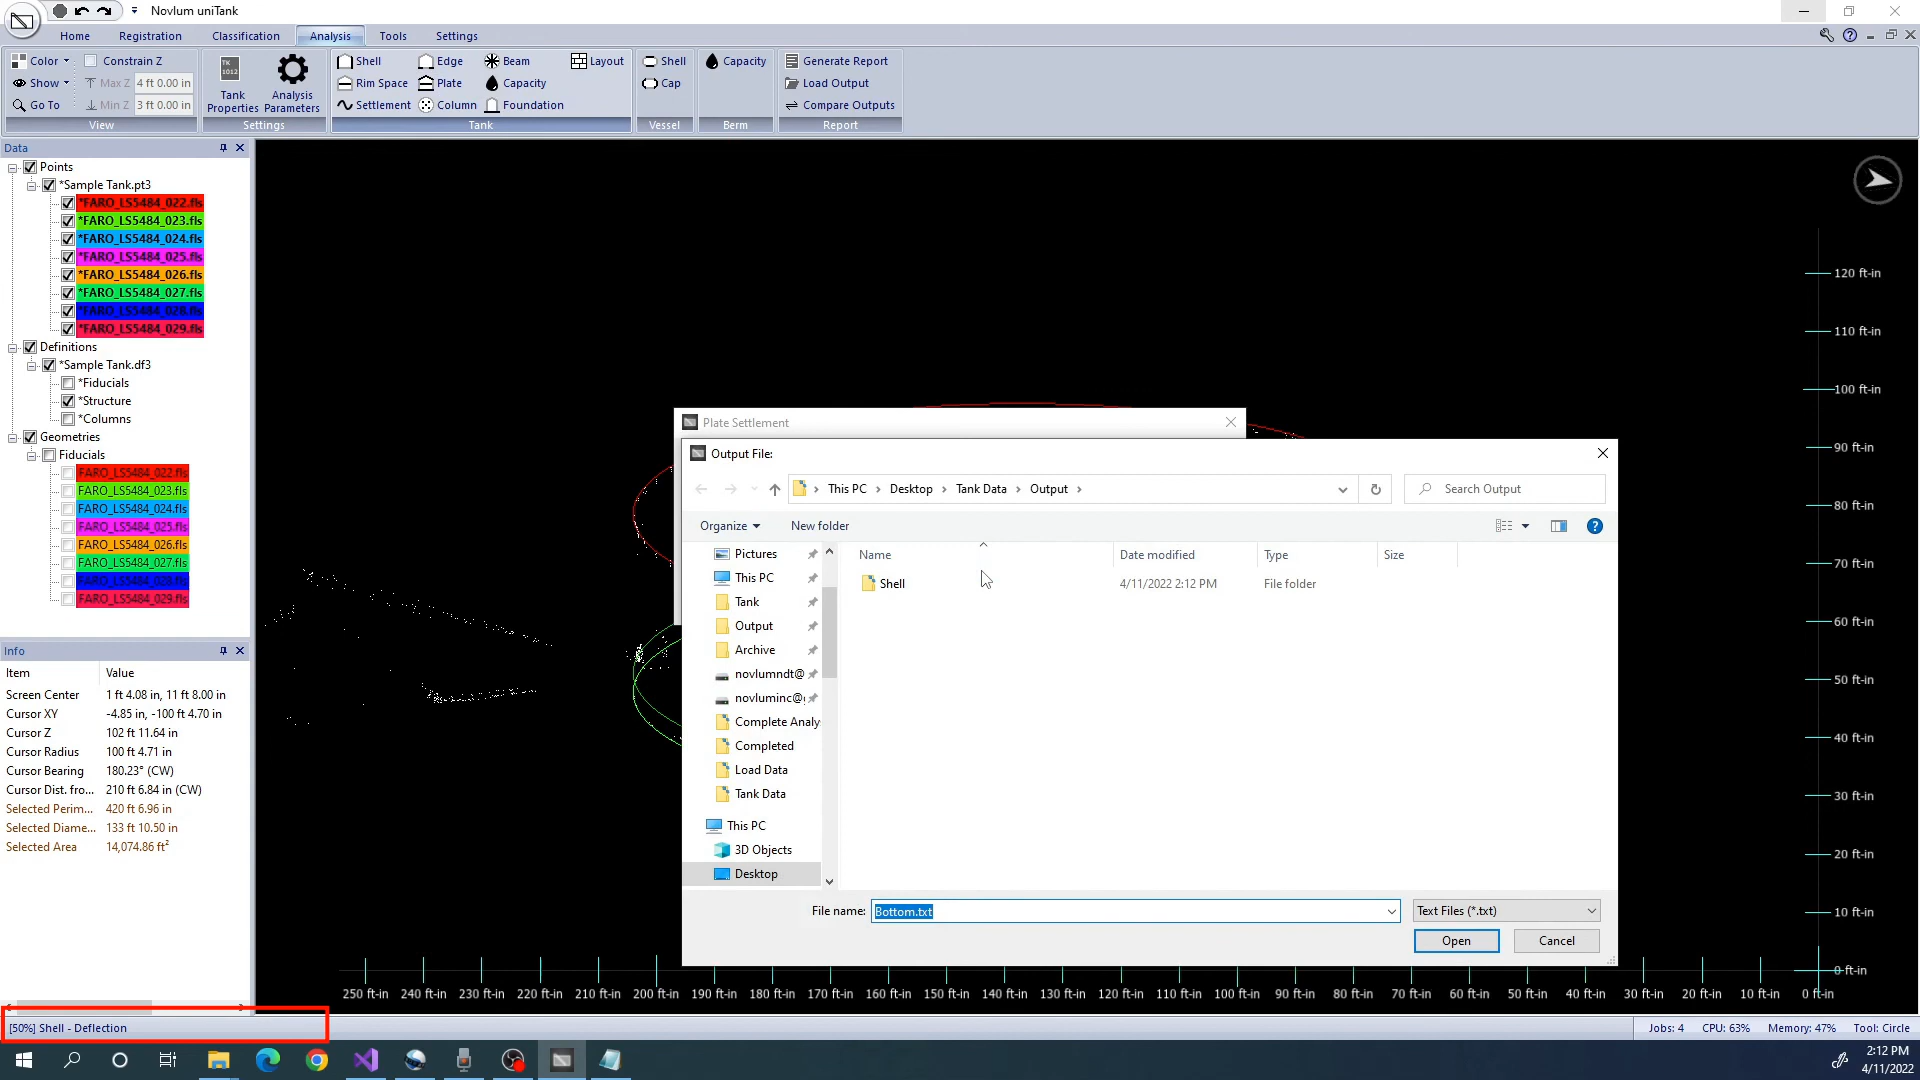 Novlum uniTank
Home Registration Classification Analysis Tools Settings
Color Constrain Z
Show Max Z 4 ft 0.00 in
Go To Min Z 3 ft 0.00 in
View
TK 1012
Tank Properties
Analysis Parameters
Settings
Shell Edge Beam Layout
Rim Space Plate Capacity
Settlement Column Foundation
Tank
Shell
Cap
Vessel
Capacity
Berm
Generate Report
Load Output
Compare Outputs
Report
Data
Points
*Sample Tank.pt3
*FARO_LS5484_022.fls
*FARO_LS5484_023.fls
*FARO_LS5484_024.fls
*FARO_LS5484_025.fls
*FARO_LS5484_026.fls
*FARO_LS5484_027.fls
*FARO_LS5484_028.fls
*FARO_LS5484_029.fls
Definitions
*Sample Tank.df3
*Fiducials
*Structure
*Columns
Geometries
Fiducials
FARO_LS5484_022.fls
FARO_LS5484_023.fls
FARO_LS5484_024.fls
FARO_LS5484_025.fls
FARO_LS5484_026.fls
FARO_LS5484_027.fls
FARO_LS5484_028.fls
FARO_LS5484_029.fls
Info
Item Value
Screen Center 1 ft 4.08 in, 11 ft 8.00 in
Cursor XY -4.85 in, -100 ft 4.70 in
Cursor Z 102 ft 11.64 in
Cursor Radius 100 ft 4.71 in
Cursor Bearing 180.23° (CW)
Cursor Dist. fro... 210 ft 6.84 in (CW)
Selected Perim... 420 ft 6.96 in
Selected Diame... 133 ft 10.50 in
Selected Area 14,074.86 ft²
120 ft-in
110 ft-in
100 ft-in
90 ft-in
80 ft-in
70 ft-in
60 ft-in
50 ft-in
40 ft-in
30 ft-in
20 ft-in
10 ft-in
0 ft-in
Plate Settlement
Output File:
This PC > Desktop > Tank Data > Output >
Search Output
Organize New folder
Pictures
This PC
Tank
Output
Archive
novlumndt@
novluminc@
Complete Analy
Completed
Load Data
Tank Data
This PC
3D Objects
Desktop
Name Date modified Type Size
Shell 4/11/2022 2:12 PM File folder
File name: Bottom.txt Text Files (*.txt)
Open Cancel
250 ft-in 240 ft-in 230 ft-in 220 ft-in 210 ft-in 200 ft-in 190 ft-in 180 ft-in 170 ft-in 160 ft-in 150 ft-in 140 ft-in 130 ft-in 120 ft-in 110 ft-in 100 ft-in 90 ft-in 80 ft-in 70 ft-in 60 ft-in 50 ft-in 40 ft-in 30 ft-in 20 ft-in 10 ft-in 0 ft-in
[50%] Shell - Deflection
Jobs: 4 CPU: 63% Memory: 47% Tool: Circle
2:12 PM
4/11/2022